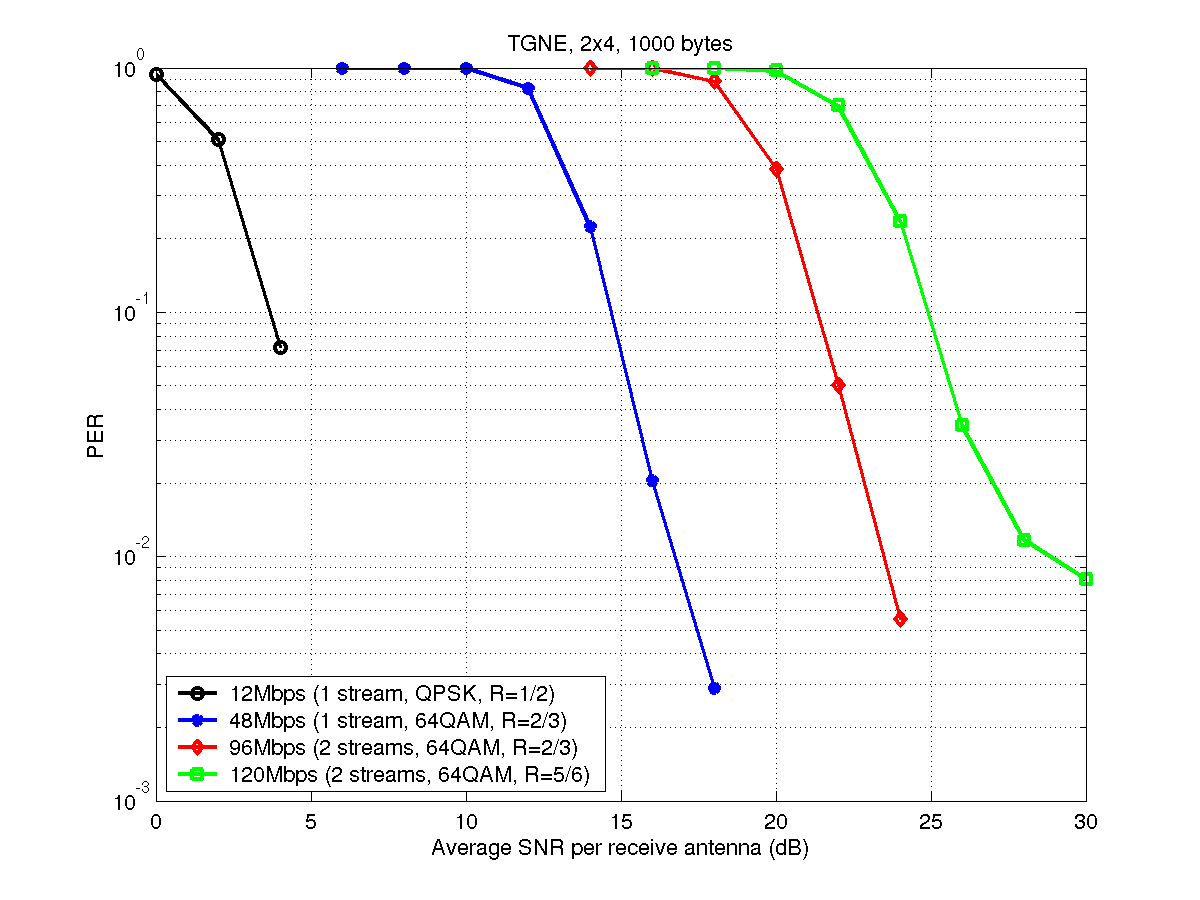 TGNE, 2x4, 1000 bytes
10^0
10^-1
10^-2
10^-3
PER
12Mbps (1 stream, QPSK, R=1/2)
48Mbps (1 stream, 64QAM, R=2/3)
96Mbps (2 streams, 64QAM, R=2/3)
120Mbps (2 streams, 64QAM, R=5/6)
0 5 10 15 20 25 30
Average SNR per receive antenna (dB)